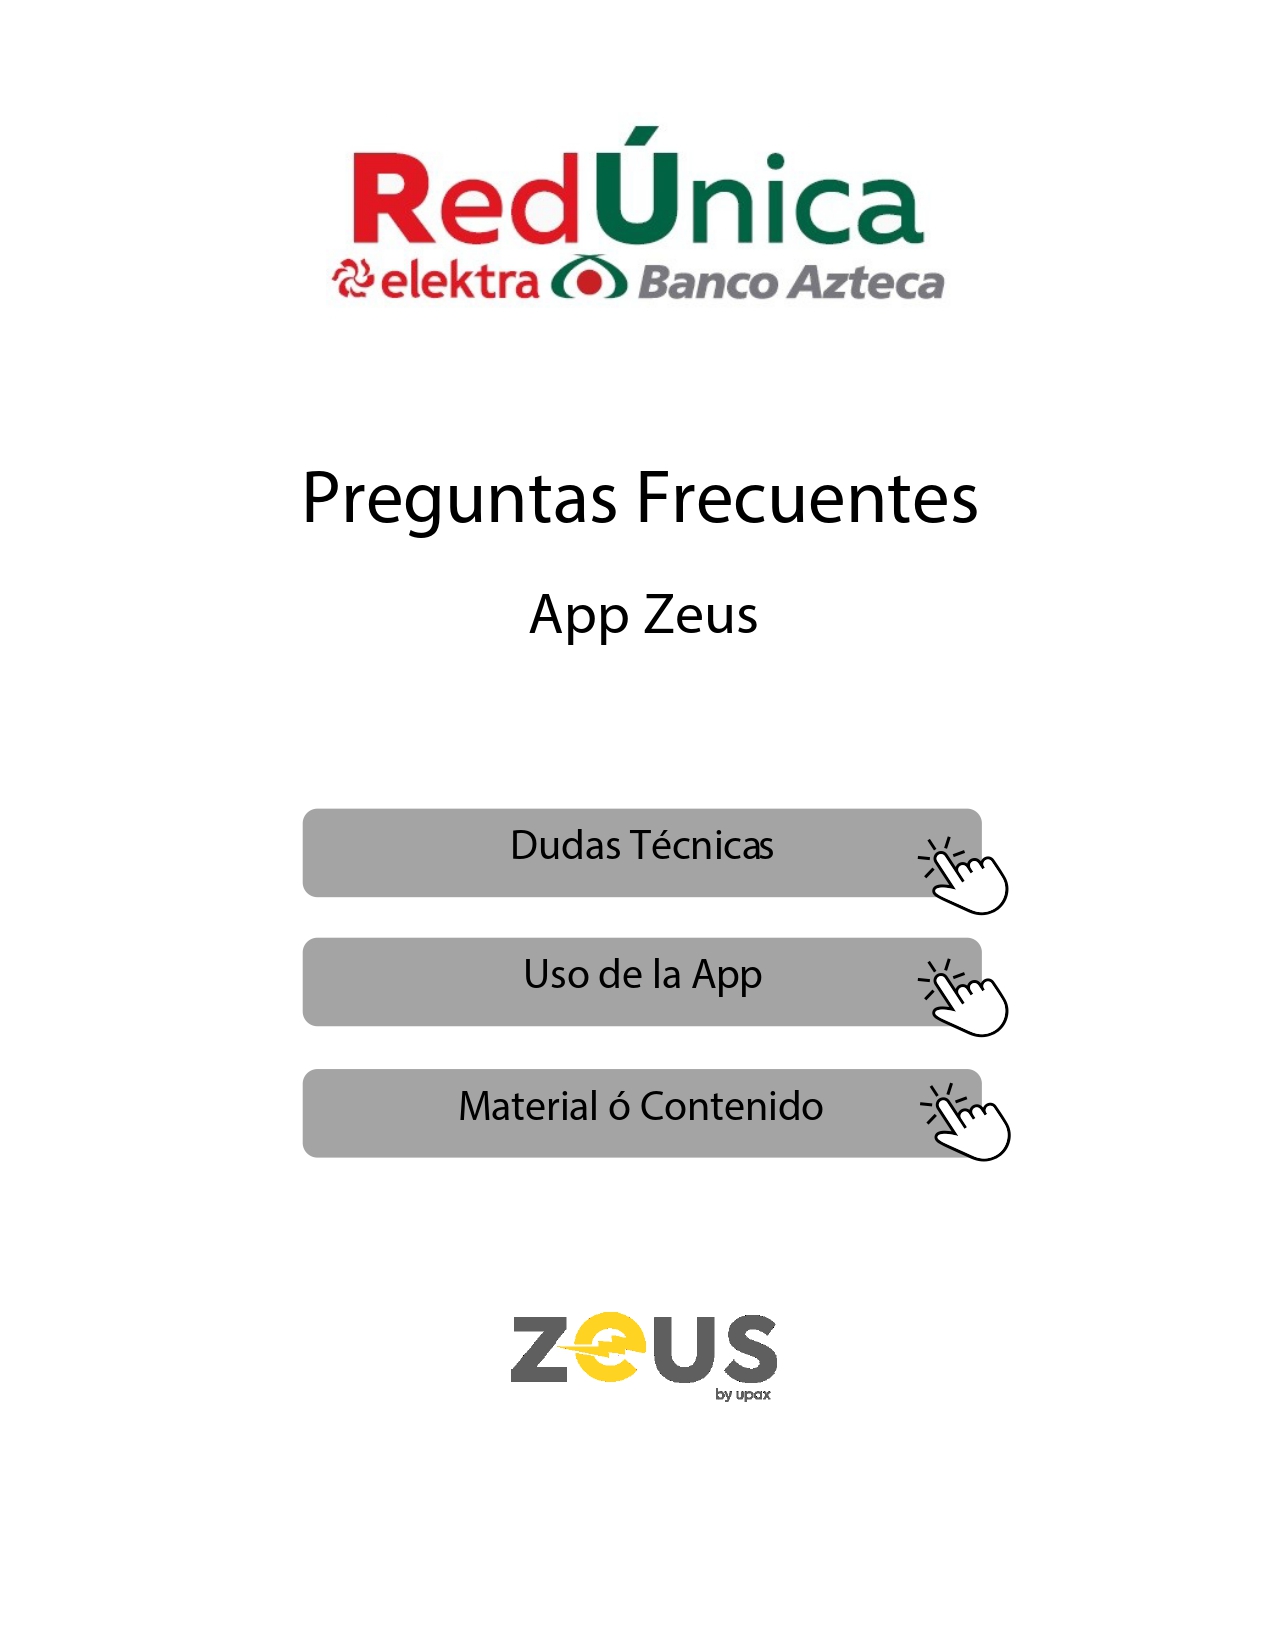 RedÚnica
elektra Banco Azteca
Preguntas Frecuentes
App Zeus
Dudas Técnicas
Uso de la App
Material ó Contenido
zeus
by upax